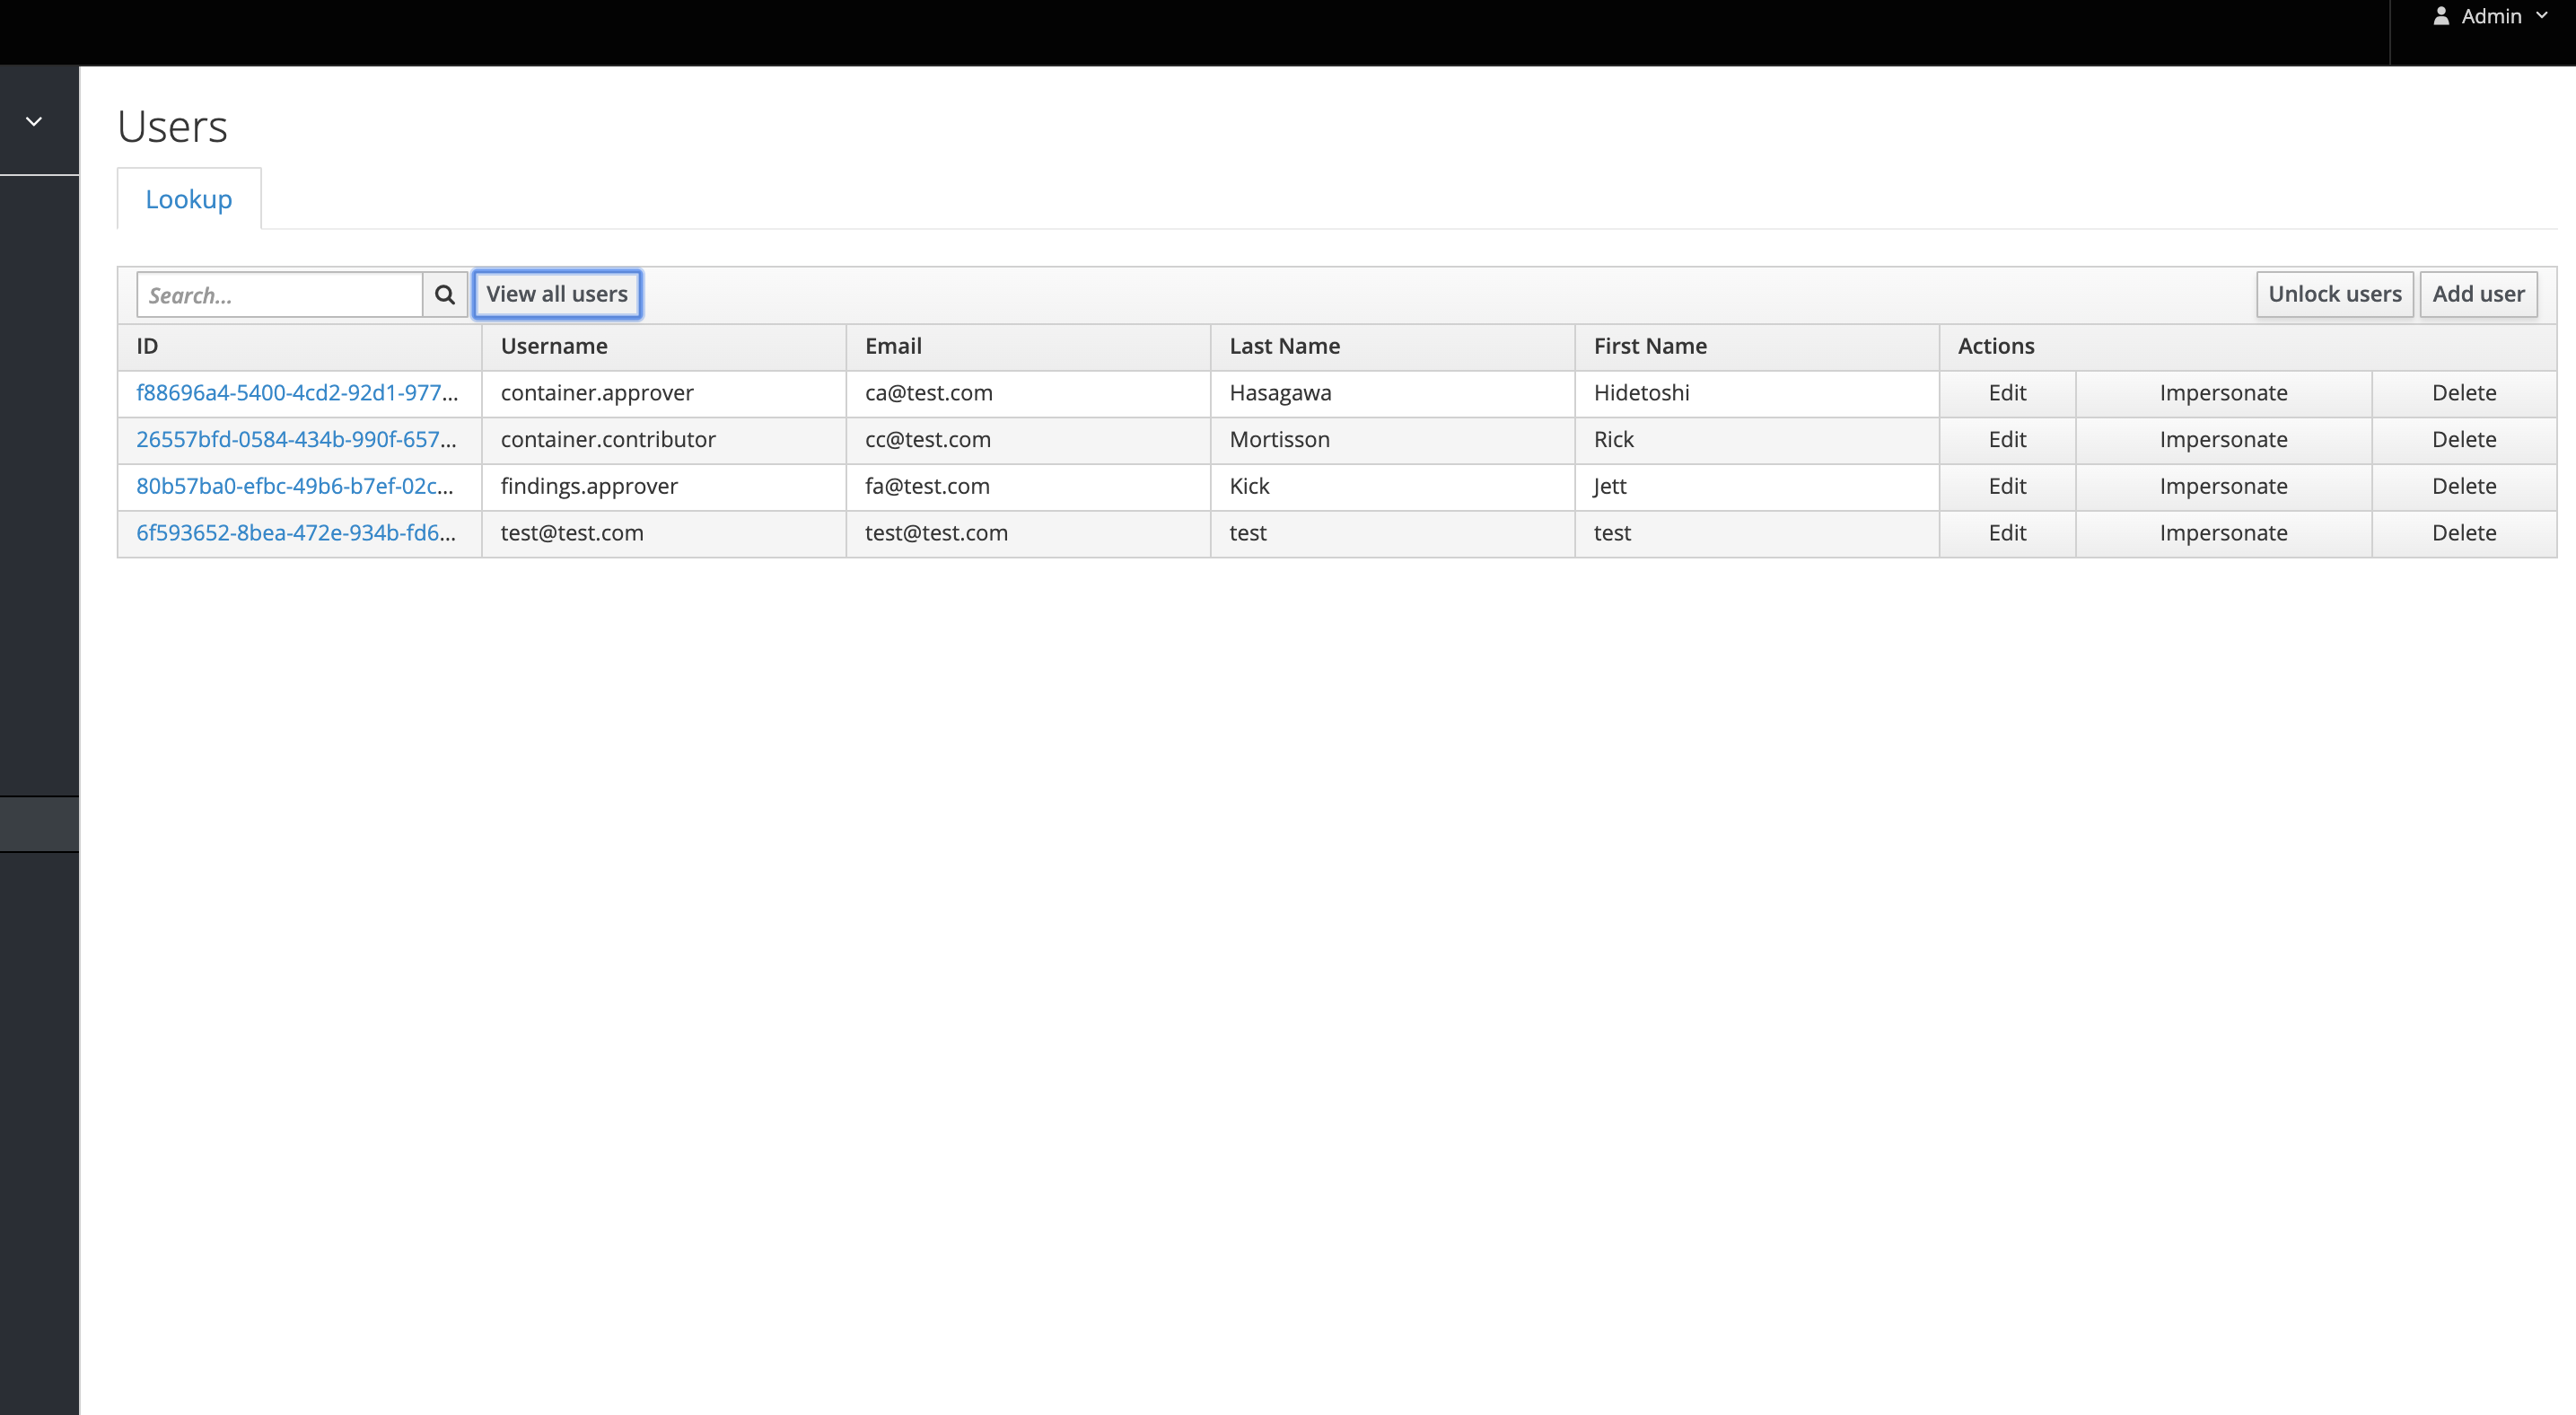 Admin
Users
Lookup
Search... View all users Unlock users Add user
ID Username Email Last Name First Name Actions
f88696a4-5400-4cd2-92d1-977... container.approver ca@test.com Hasagawa Hidetoshi Edit Impersonate Delete
26557bfd-0584-434b-990f-657... container.contributor cc@test.com Mortisson Rick Edit Impersonate Delete
80b57ba0-efbc-49b6-b7ef-02c... findings.approver fa@test.com Kick Jett Edit Impersonate Delete
6f593652-8bea-472e-934b-fd6... test@test.com test@test.com test test Edit Impersonate Delete